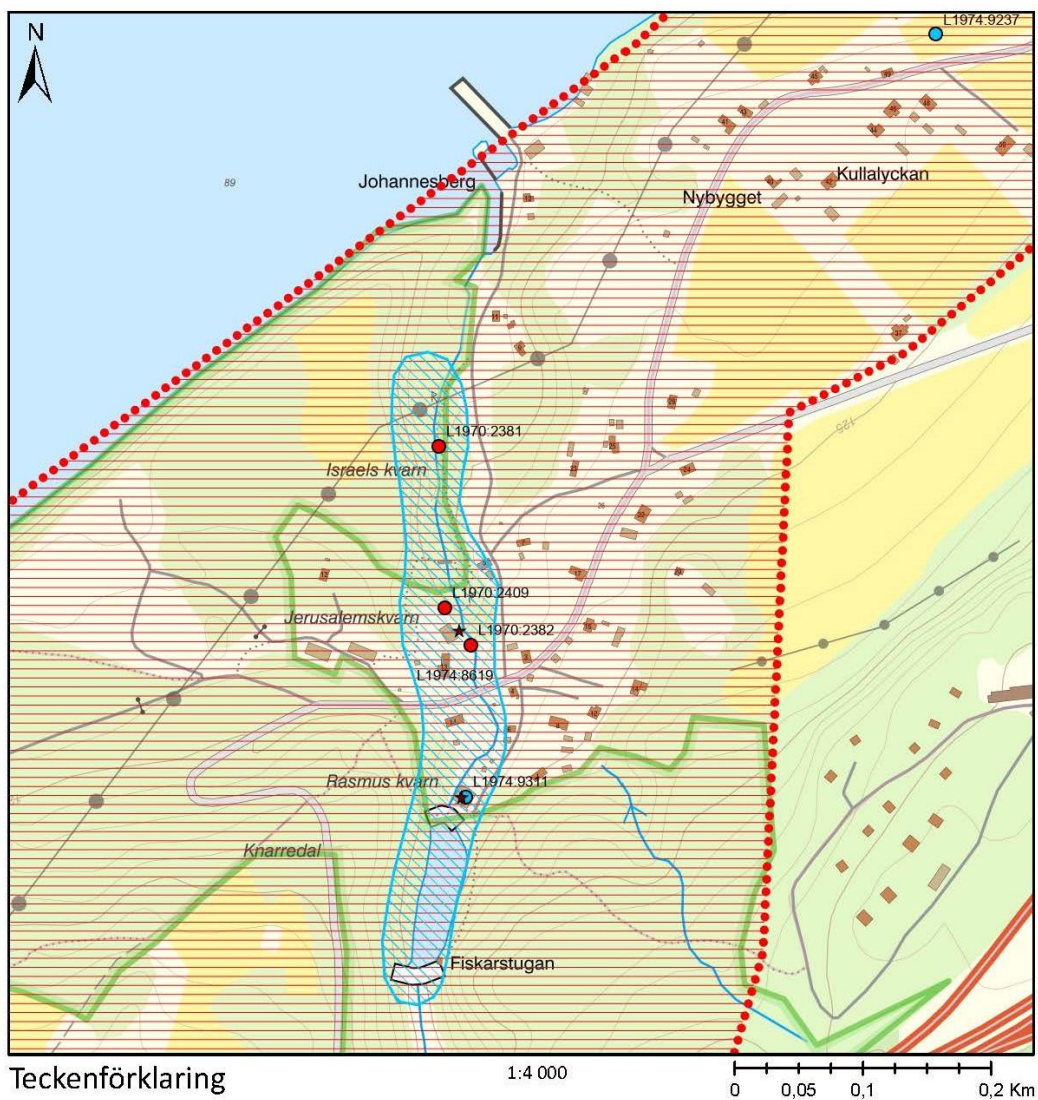 N
L1974:9237
89
Johannesberg
Kullalyckan
Nybygget
125
L1970:2381
Israels kvarn
L1970:2409
Jerusalemskvarn
L1970:2382
L1974:8619
Rasmus kvarn
L1974:9311
Knarredal
Fiskarstugan
Teckenförklaring
1:4 000
0 0,05 0,1 0,2 Km